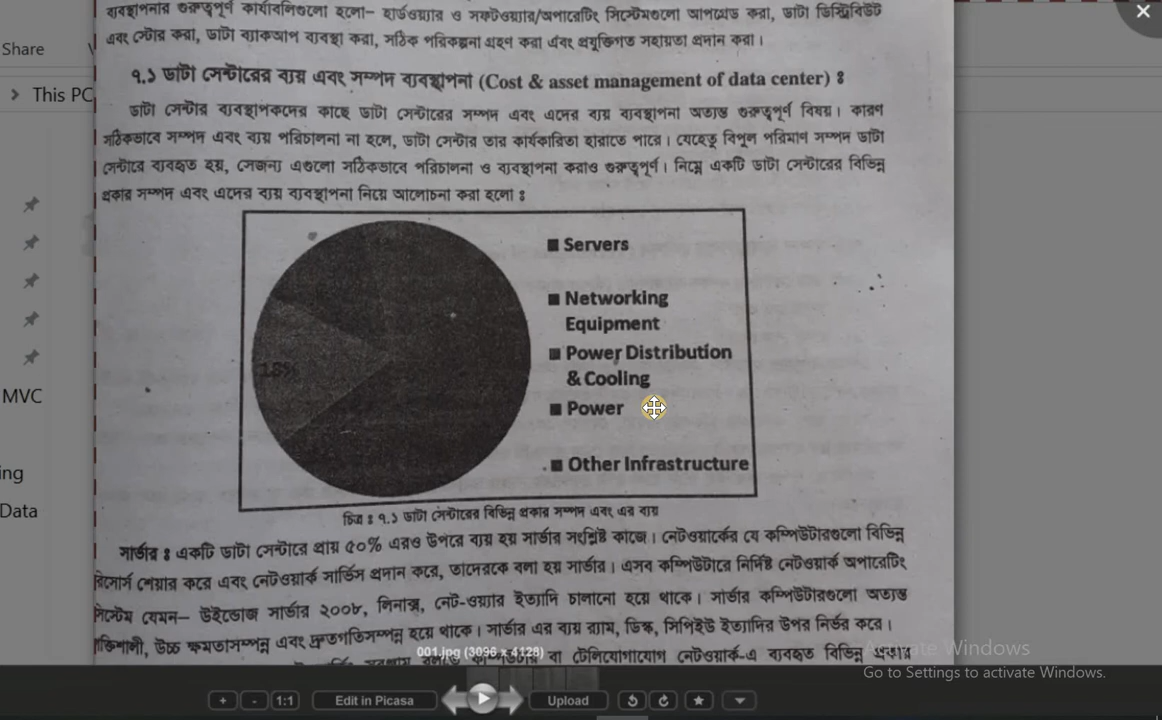 ব্যবস্থাপনার গুরুত্বপূর্ণ কার্যাবলিগুলো হলো– হার্ডওয়্যার ও সফটওয়্যার/অপারেটিং সিস্টেমগুলো আপগ্রেড করা, ডাটা ডিস্ট্রিবিউট
এবং স্টোর করা, ডাটা ব্যাকআপ ব্যবস্থা করা, সঠিক পরিকল্পনা গ্রহণ করা এবং প্রযুক্তিগত সহায়তা প্রদান করা।
Share
৭.১ ডাটা সেন্টারের ব্যয় এবং সম্পদ ব্যবস্থাপনা (Cost & asset management of data center) ঃ
This PC
ডাটা সেন্টার ব্যবস্থাপকদের কাছে ডাটা সেন্টারের সম্পদ এবং এদের ব্যয় ব্যবস্থাপনা অত্যন্ত গুরুত্বপূর্ণ বিষয়। কারণ
সঠিকভাবে সম্পদ এবং ব্যয় পরিচালনা না হলে, ডাটা সেন্টার তার কার্যকারিতা হারাতে পারে। যেহেতু বিপুল পরিমাণ সম্পদ ডাটা
সেন্টারে ব্যবহৃত হয়, সেজন্য এগুলো সঠিকভাবে পরিচালনা ও ব্যবস্থাপনা করাও গুরুত্বপূর্ণ। নিম্নে একটি ডাটা সেন্টারের বিভিন্ন
প্রকার সম্পদ এবং এদের ব্যয় ব্যবস্থাপনা নিয়ে আলোচনা করা হলো ঃ
Servers
Networking
Equipment
Power Distribution
& Cooling
18%
Power
Other Infrastructure
MVC
ing
Data
চিত্র ঃ ৭.১ ডাটা সেন্টারের বিভিন্ন প্রকার সম্পদ এবং এর ব্যয়
সার্ভার ঃ একটি ডাটা সেন্টারে প্রায় ৫০% এরও উপরে ব্যয় হয় সার্ভার সংশ্লিষ্ট কাজে। নেটওয়ার্কের যে কম্পিউটারগুলো বিভিন্ন
রিসোর্স শেয়ার করে এবং নেটওয়ার্ক সার্ভিস প্রদান করে, তাদেরকে বলা হয় সার্ভার। এসব কম্পিউটারে নির্দিষ্ট নেটওয়ার্ক অপারেটিং
সিস্টেম যেমন– উইন্ডোজ সার্ভার ২০০৮, লিনাক্স, নেট-ওয়্যার ইত্যাদি চালানো হয়ে থাকে। সার্ভার কম্পিউটারগুলো অত্যন্ত
শক্তিশালী, উচ্চ ক্ষমতাসম্পন্ন এবং দ্রুতগতিসম্পন্ন হয়ে থাকে। সার্ভার এর ব্যয় র‍্যাম, ডিস্ক, সিপিইউ ইত্যাদির উপর নির্ভর করে।
বলতে কম্পিউটার বা টেলিযোগাযোগ নেটওয়ার্ক-এ ব্যবহৃত বিভিন্ন প্রকার
001.jpg (3096 x 4128)
Activate Windows
Go to Settings to activate Windows.
1:1
Edit in Picasa
Upload